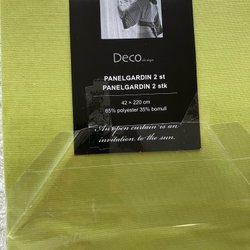 Deco
PANELGARDIN 2 st
PANELGARDIN 2 stk
42 × 220 cm
65% polyester 35% bomull
An open curtain is an
invitation to the sun.